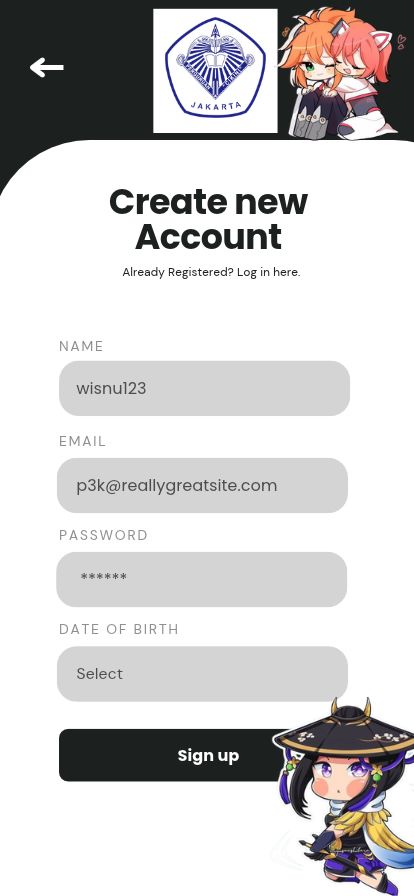 JAKARTA
Create new
Account
Already Registered? Log in here.
NAME
wisnu123
EMAIL
p3k@reallygreatsite.com
PASSWORD
******
DATE OF BIRTH
Select
Sign up